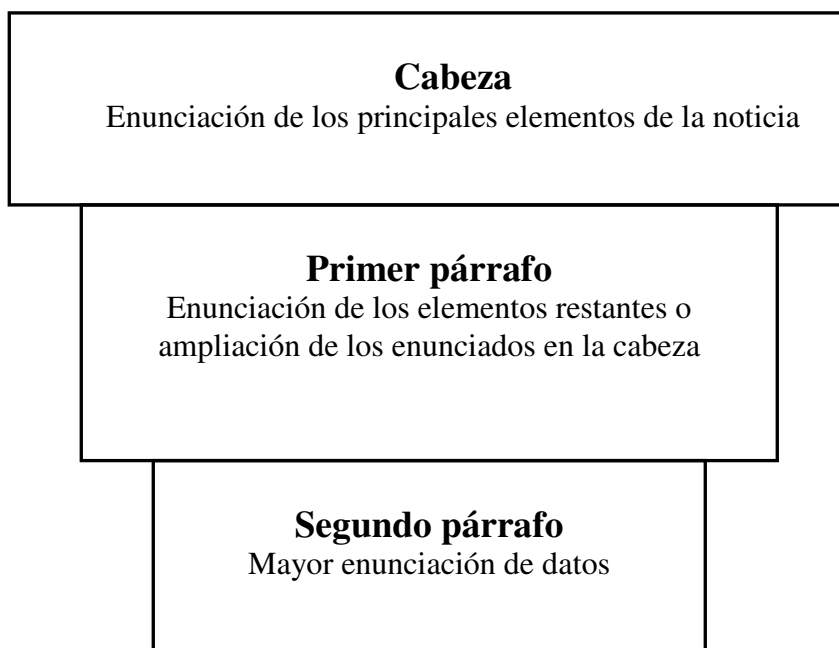 Cabeza
Enunciación de los principales elementos de la noticia
Primer párrafo
Enunciación de los elementos restantes o
ampliación de los enunciados en la cabeza
Segundo párrafo
Mayor enunciación de datos